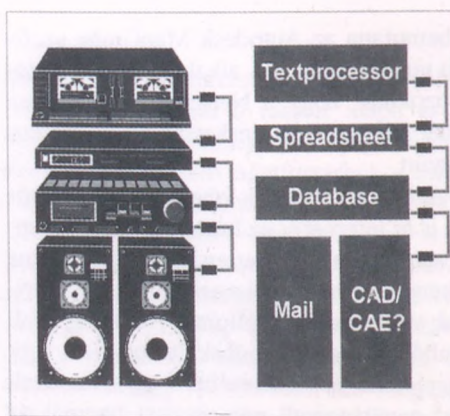 Textprocessor
Spreadsheet
Database
Mail
CAD/
CAE?